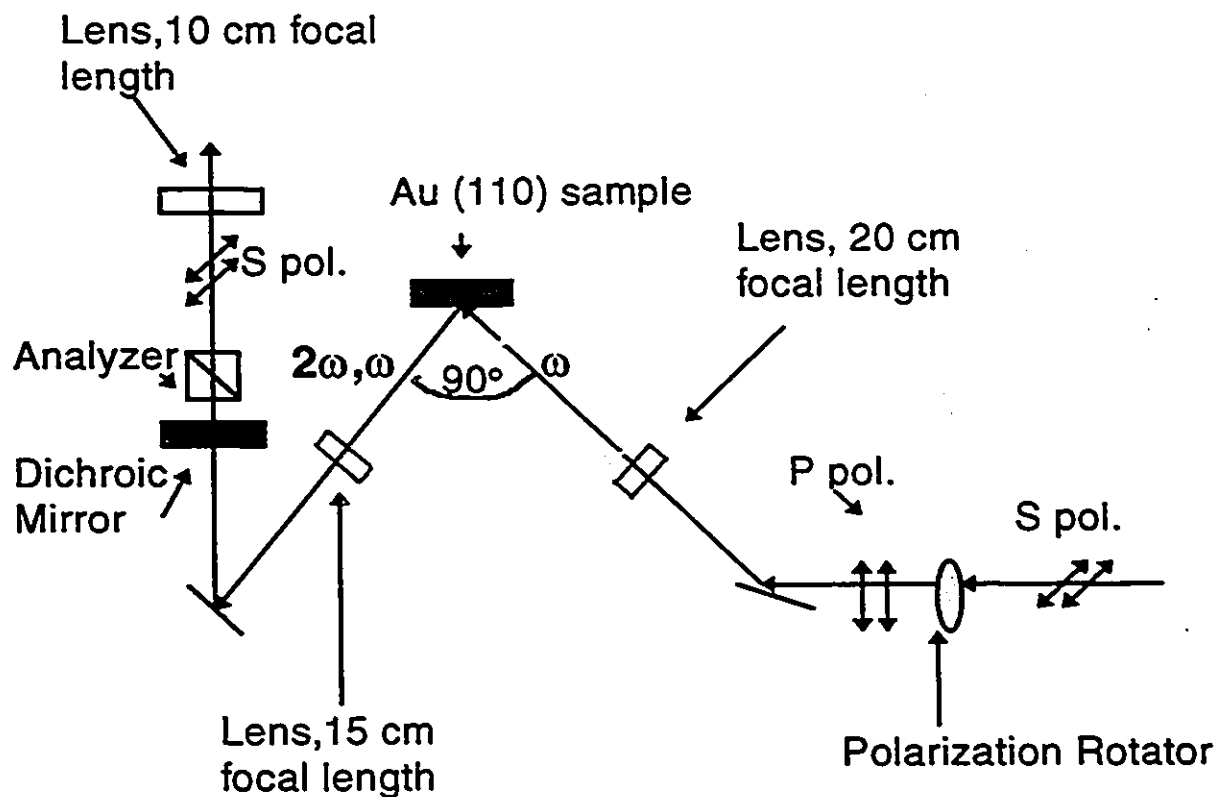 Lens,10 cm focal
length
Au (110) sample
Lens, 20 cm
focal length
S pol.
Analyzer
2ω,ω
90°
ω
Dichroic
Mirror
P pol.
S pol.
Lens,15 cm
focal length
Polarization Rotator